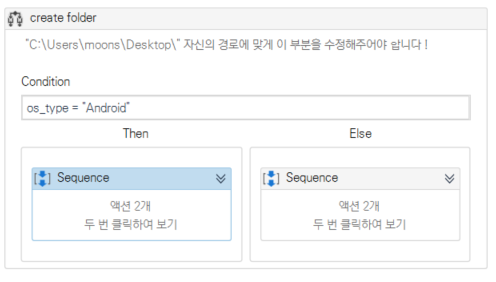 create folder
"C:\Users\moons\Desktop\" 자신의 경로에 맞게 이 부분을 수정해주어야 합니다 !
Condition
os_type = "Android"
Then
Else
Sequence
Sequence
액션 2개
액션 2개
두 번 클릭하여 보기
두 번 클릭하여 보기